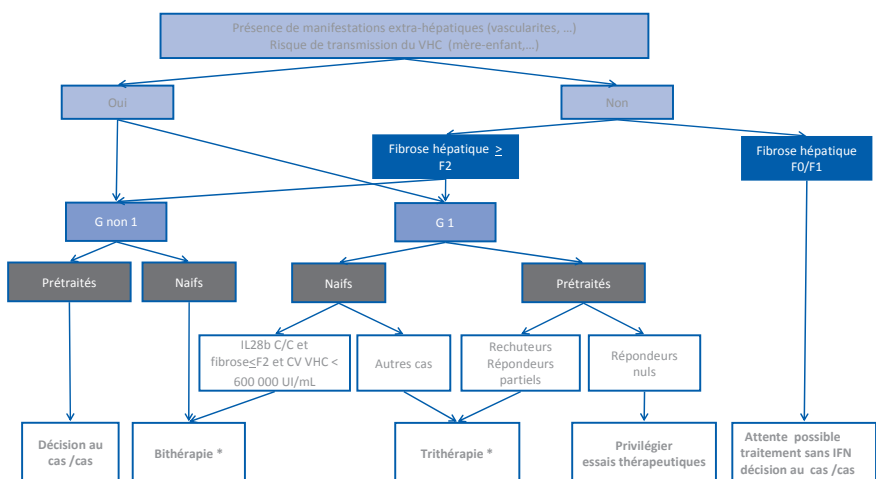 Présence de manifestations extra-hépatiques (vascularites, ...)
Risque de transmission du VHC (mère-enfant,...)
Oui
Non
Fibrose hépatique ≥
F2
Fibrose hépatique
F0/F1
G non 1
G 1
Prétraités
Naifs
Naifs
Prétraités
IL28b C/C et
fibrose≤F2 et CV VHC <
600 000 UI/mL
Autres cas
Rechuteurs
Répondeurs
partiels
Répondeurs
nuls
Décision au
cas /cas
Bithérapie *
Trithérapie *
Privilégier
essais thérapeutiques
Attente possible
traitement sans IFN
décision au cas /cas